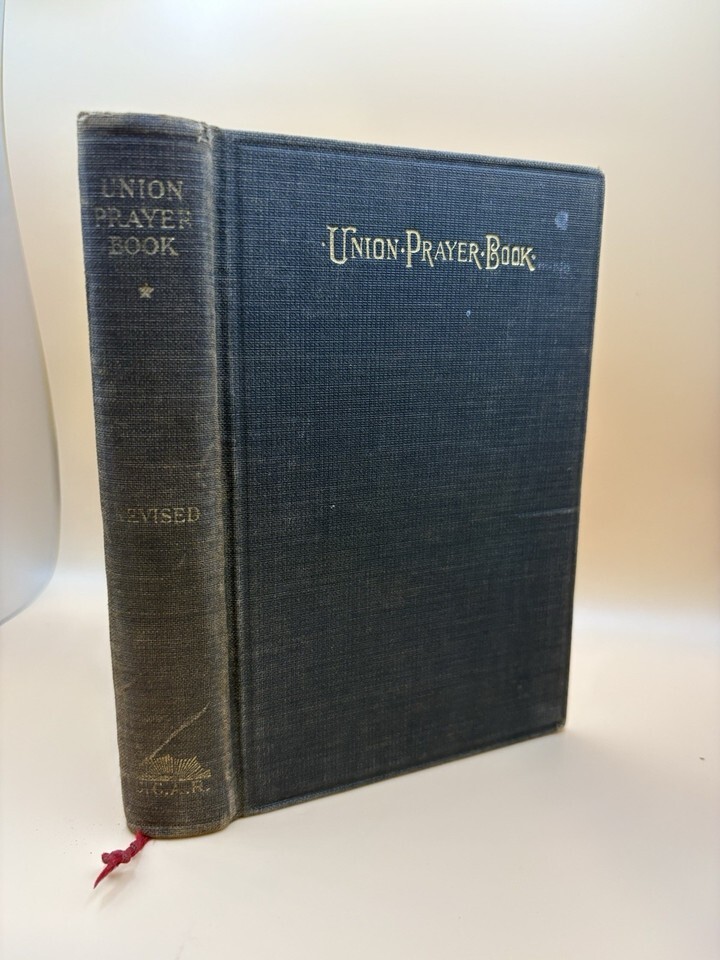 UNION
PRAYER
BOOK
REVISED
C.C.A.R.
·UNION·PRAYER·BOOK·